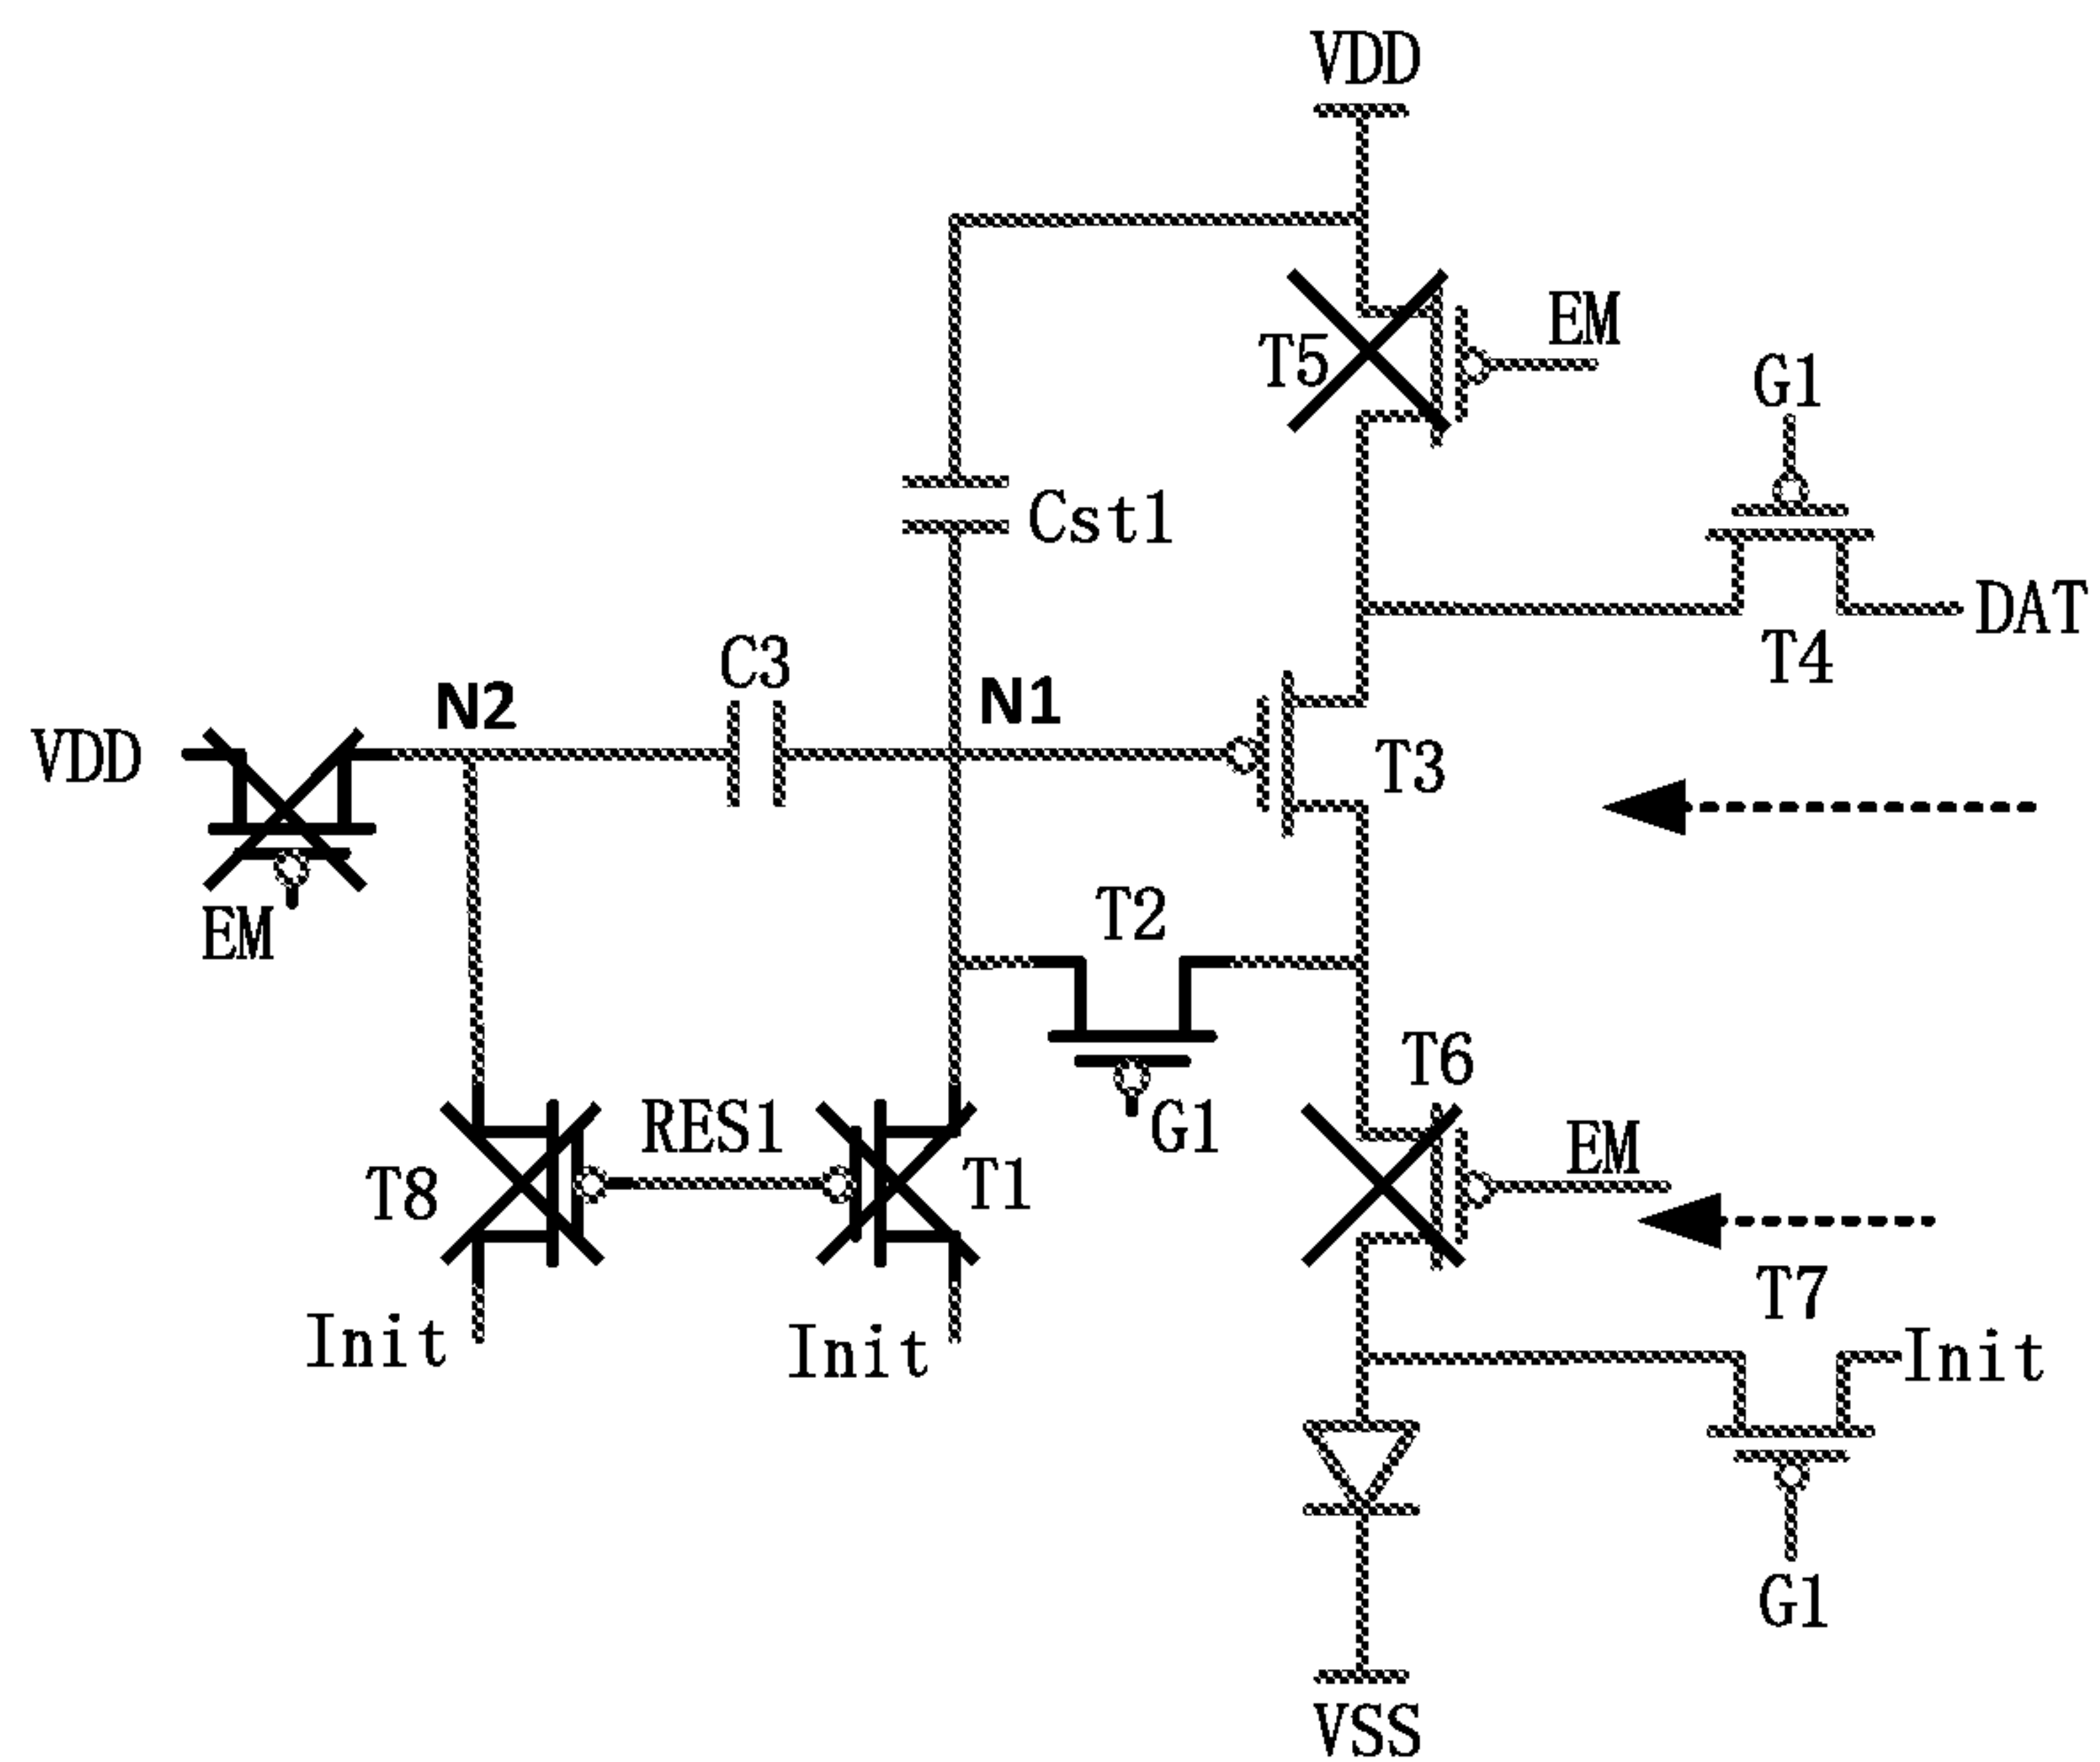 VDD
T5
EM
G1
Cst1
DAT
T4
C3
N2
N1
VDD
T3
EM
T2
T6
G1
RES1
EM
T8
T1
T7
Init
Init
Init
G1
VSS